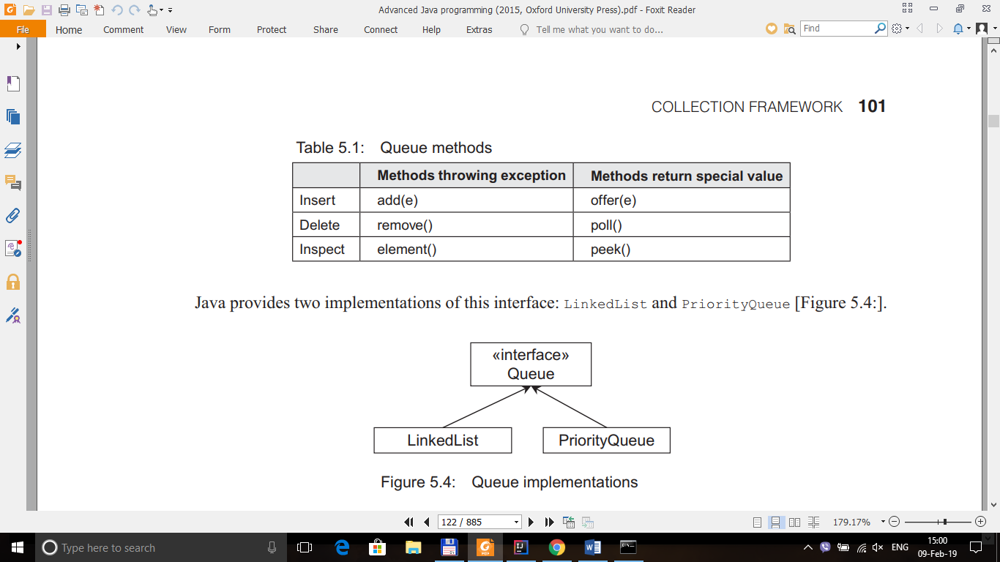 Advanced Java programming (2015, Oxford University Press).pdf - Foxit Reader
File Home Comment View Form Protect Share Connect Help Extras Tell me what you want to do... Find
COLLECTION FRAMEWORK 101
Table 5.1: Queue methods
Methods throwing exception Methods return special value
Insert add(e) offer(e)
Delete remove() poll()
Inspect element() peek()
Java provides two implementations of this interface: LinkedList and PriorityQueue [Figure 5.4:].
«interface»
Queue
LinkedList PriorityQueue
Figure 5.4: Queue implementations
122 / 885 179.17%
Type here to search ENG 15:00
09-Feb-19